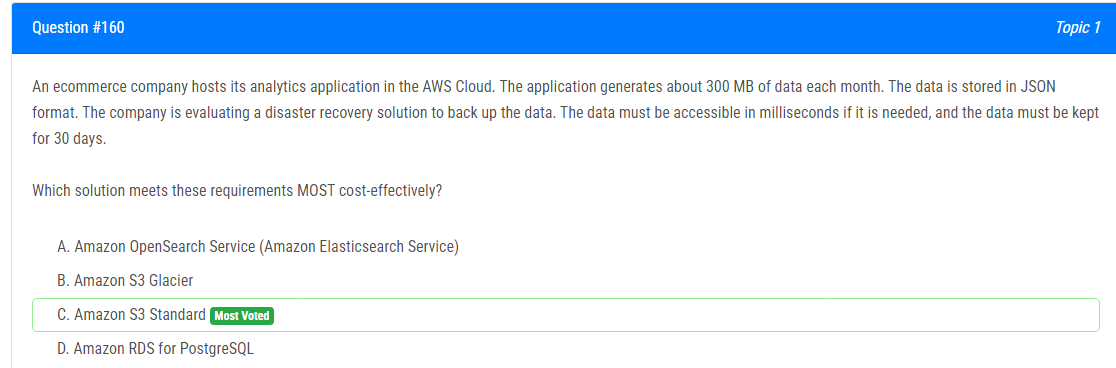 Question #160
Topic 1
An ecommerce company hosts its analytics application in the AWS Cloud. The application generates about 300 MB of data each month. The data is stored in JSON
format. The company is evaluating a disaster recovery solution to back up the data. The data must be accessible in milliseconds if it is needed, and the data must be kept
for 30 days.
Which solution meets these requirements MOST cost-effectively?
A. Amazon OpenSearch Service (Amazon Elasticsearch Service)
B. Amazon S3 Glacier
C. Amazon S3 Standard Most Voted
D. Amazon RDS for PostgreSQL